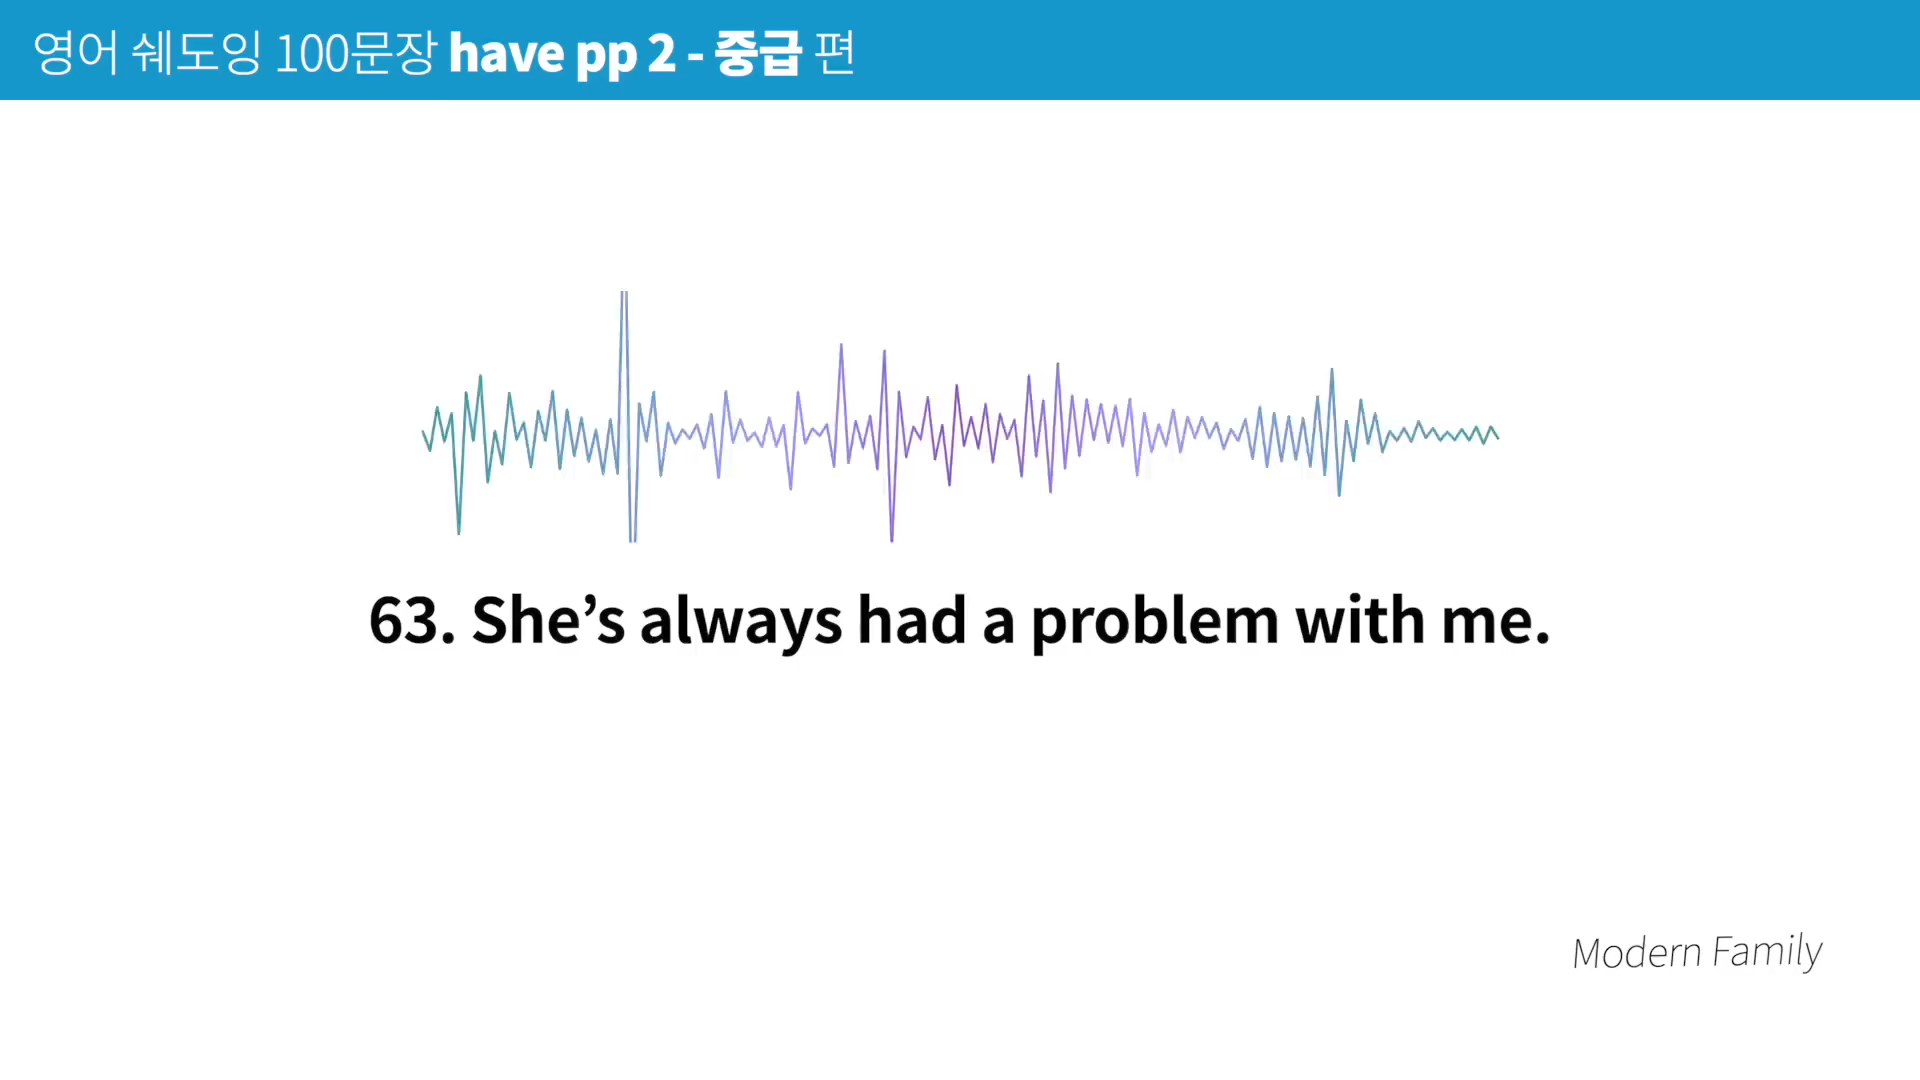 영어 쉐도잉 100문장 have pp 2 - 중급 편
63. She’s always had a problem with me.
Modern Family